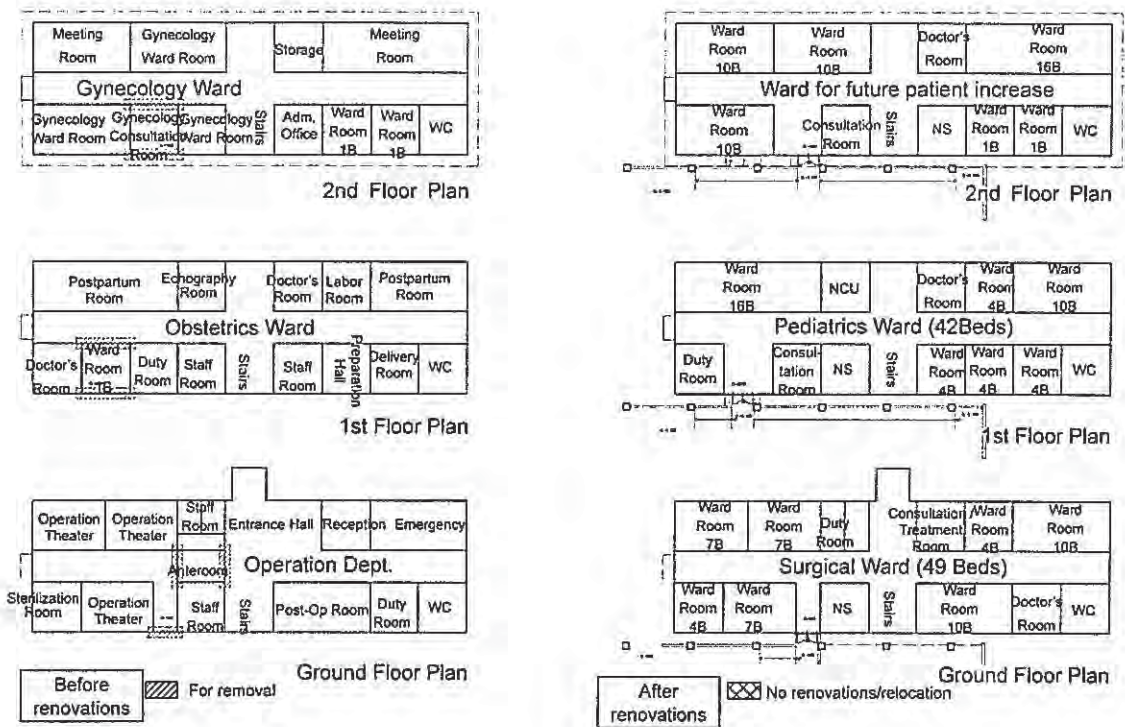 Meeting Room
Gynecology Ward Room
Storage
Meeting Room
Gynecology Ward
Gynecology Ward Room
Gynecology Consultation Room
Gynecology Ward Room
Stairs
Adm. Office
Ward Room 1B
Ward Room 1B
WC
2nd Floor Plan
Postpartum Room
Echography Room
Doctor's Room
Labor Room
Postpartum Room
Obstetrics Ward
Doctor's Room
Ward Room
Duty Room
Staff Room
Stairs
Staff Room
Preparation Hall
Delivery Room
WC
1st Floor Plan
Operation Theater
Operation Theater
Staff Room
Entrance Hall
Reception
Emergency
Anteroom
Operation Dept.
Sterilization Room
Operation Theater
Staff Room
Stairs
Post-Op Room
Duty Room
WC
Ground Floor Plan
Before renovations
For removal
Ward Room 10B
Ward Room 10B
Doctor's Room
Ward Room 16B
Ward for future patient increase
Ward Room 10B
Consultation Room
Stairs
NS
Ward Room 1B
Ward Room 1B
WC
2nd Floor Plan
Ward Room 16B
NCU
Doctor's Room
Ward Room 4B
Ward Room 10B
Pediatrics Ward (42Beds)
Duty Room
Consul-tation Room
NS
Stairs
Ward Room 4B
Ward Room 4B
Ward Room 4B
WC
1st Floor Plan
Ward Room 7B
Ward Room 7B
Duty Room
Consultation /Treatment Room
Ward Room 4B
Ward Room 10B
Surgical Ward (49 Beds)
Ward Room 4B
Ward Room 7B
NS
Stairs
Ward Room 10B
Doctor's Room
WC
Ground Floor Plan
After renovations
No renovations/relocation